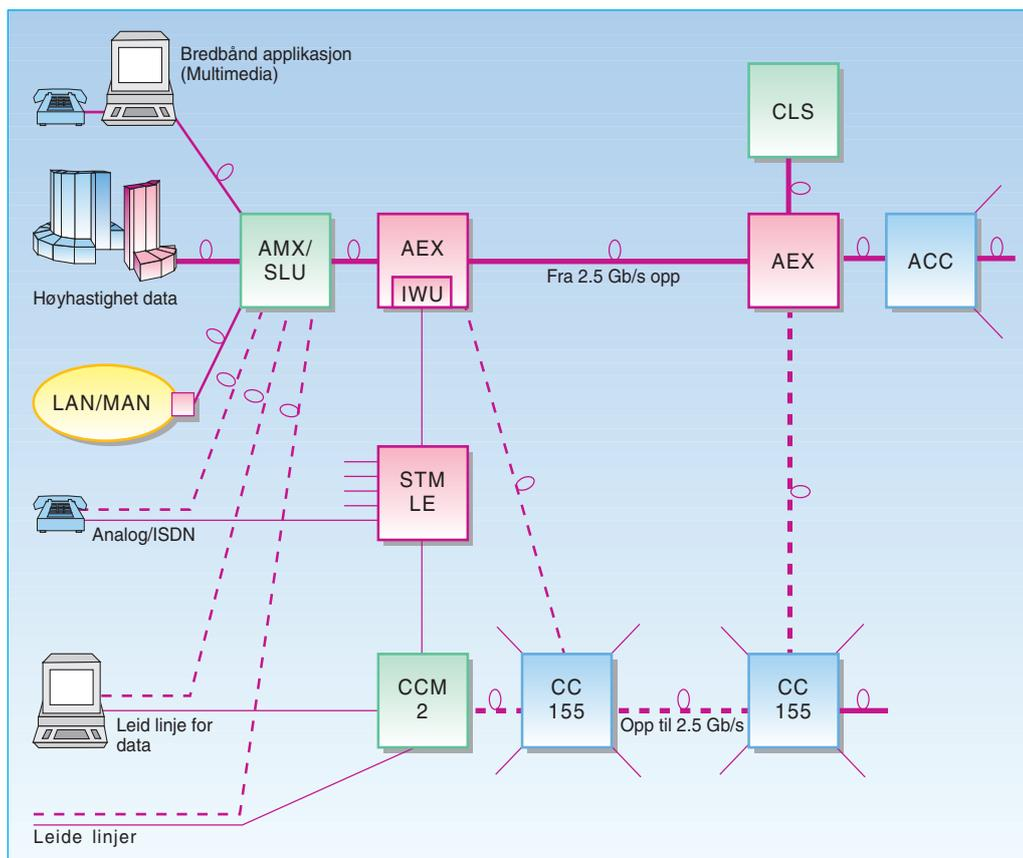 Bredbånd applikasjon
(Multimedia)
CLS
AMX/
SLU
AEX
IWU
Fra 2.5 Gb/s opp
AEX
ACC
Høyhastighet data
LAN/MAN
STM
LE
Analog/ISDN
CCM
2
CC
155
Opp til 2.5 Gb/s
CC
155
Leid linje for
data
Leide linjer